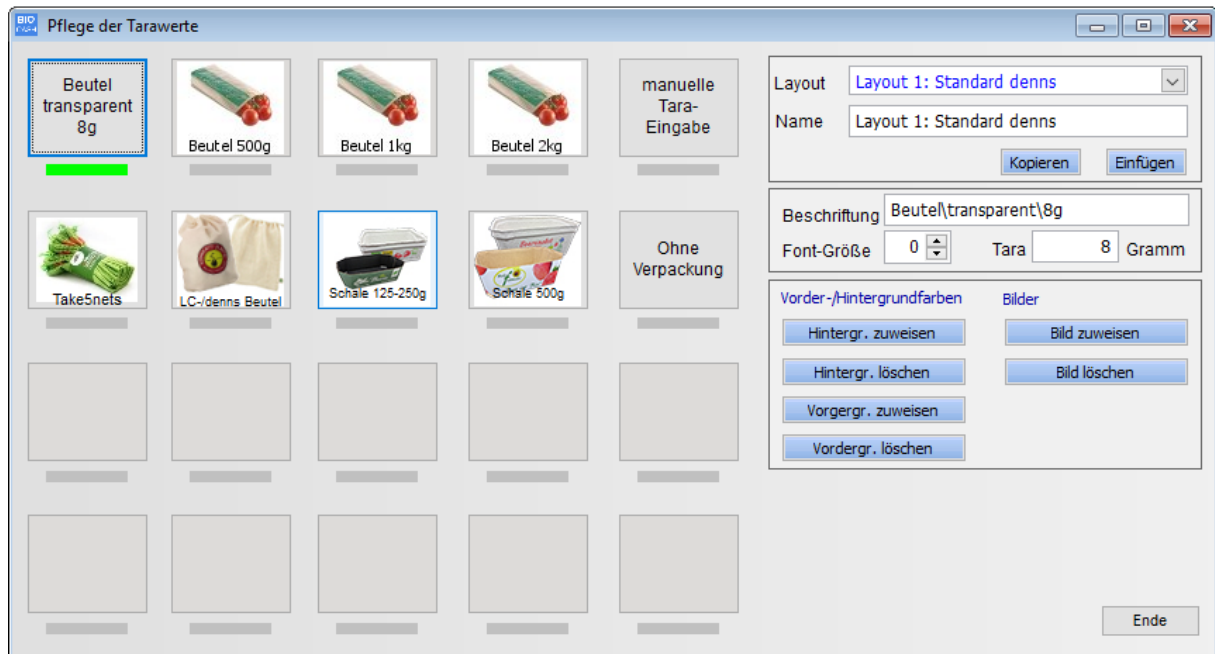 BIO
Pflege der Tarawerte
Beutel
transparent
8g
Beutel 500g
Beutel 1kg
Beutel 2kg
manuelle
Tara-
Eingabe
Take5nets
LC-/denns Beutel
Schale 125-250g
Schale 500g
Ohne
Verpackung
Layout
Layout 1: Standard denns
Name
Layout 1: Standard denns
Kopieren
Einfügen
Beschriftung
Beutel\transparent\8g
Font-Größe
0
Tara
8
Gramm
Vorder-/Hintergrundfarben
Bilder
Hintergr. zuweisen
Bild zuweisen
Hintergr. löschen
Bild löschen
Vorgergr. zuweisen
Vordergr. löschen
Ende